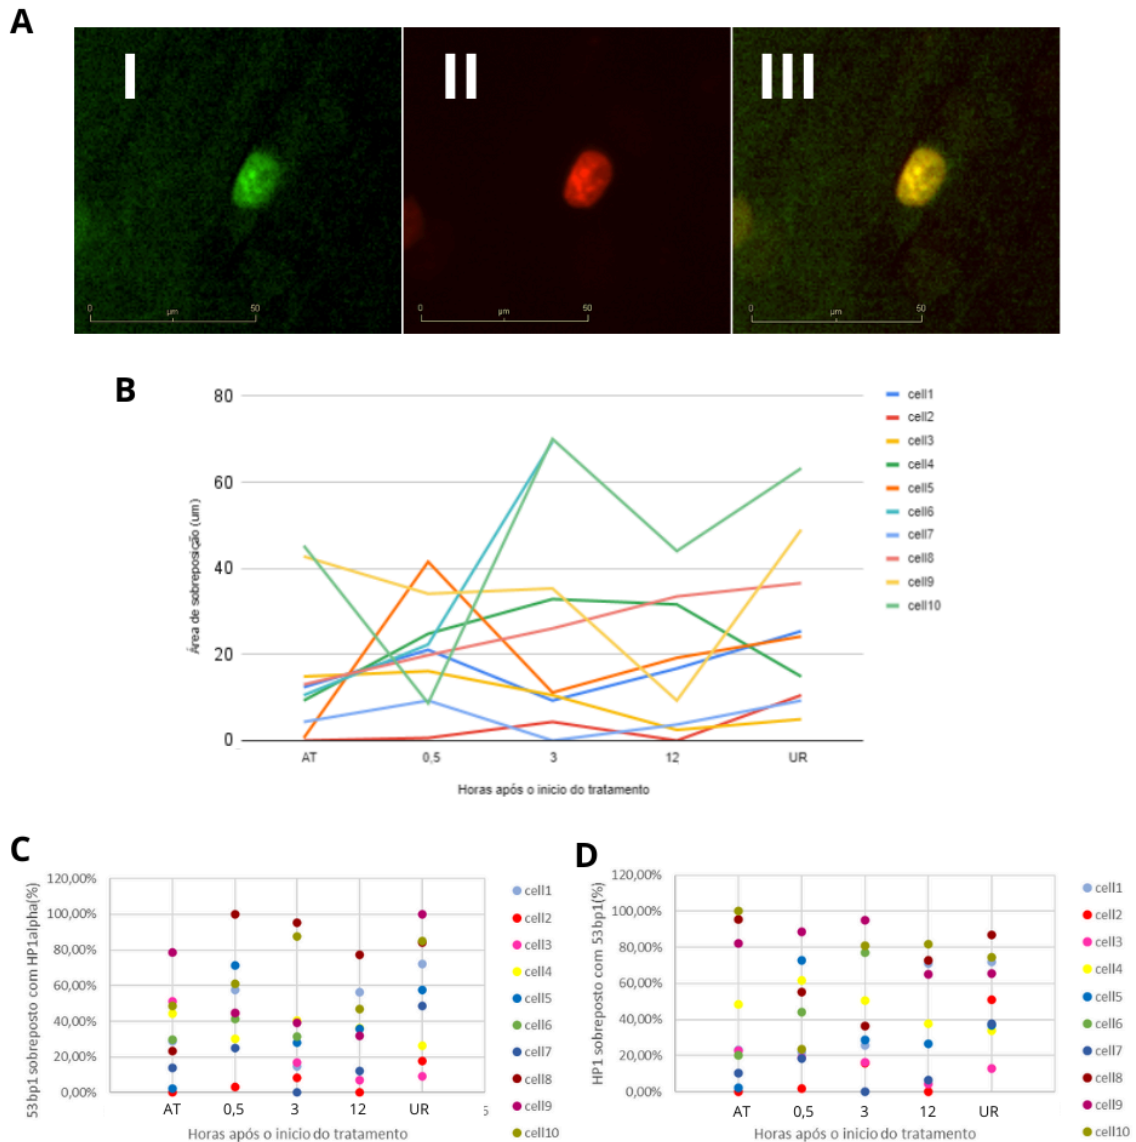 A
I II III
0 µm 50
0 µm 50
0 µm 50
B
Área de sobreposição (um)
80
60
40
20
0
AT 0,5 3 12 UR
Horas após o inicio do tratamento
cell1
cell2
cell3
cell4
cell5
cell6
cell7
cell8
cell9
cell10
C
53bp1 sobreposto com HP1alpha(%)
120,00%
100,00%
80,00%
60,00%
40,00%
20,00%
0,00%
AT 0,5 3 12 UR
Horas após o inicio do tratamento
cell1
cell2
cell3
cell4
cell5
cell6
cell7
cell8
cell9
cell10
D
HP1 sobreposto com 53bp1(%)
120,00%
100,00%
80,00%
60,00%
40,00%
20,00%
0,00%
AT 0,5 3 12 UR
Horas após o inicio do tratamento
cell1
cell2
cell3
cell4
cell5
cell6
cell7
cell8
cell9
cell10